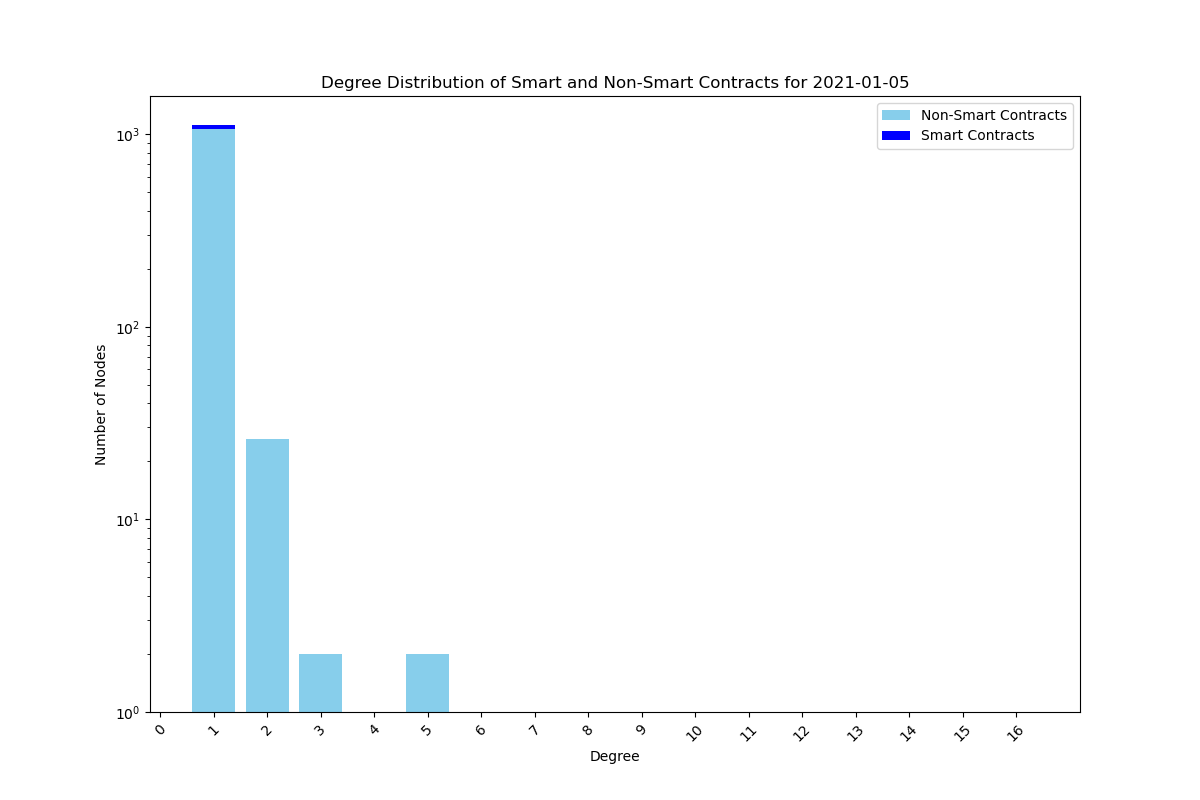 Degree Distribution of Smart and Non-Smart Contracts for 2021-01-05
Non-Smart Contracts
Smart Contracts
Number of Nodes
10³
10²
10¹
10⁰
0 1 2 3 4 5 6 7 8 9 10 11 12 13 14 15 16
Degree